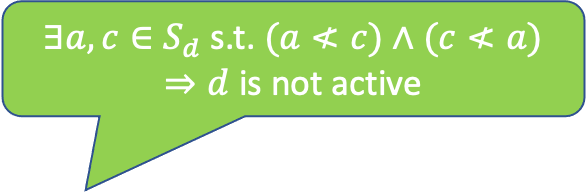 ∃𝑎, 𝑐 ∈ 𝑆_𝑑 s.t. (𝑎 ≮ 𝑐) ∧ (𝑐 ≮ 𝑎)
⇒ 𝑑 is not active